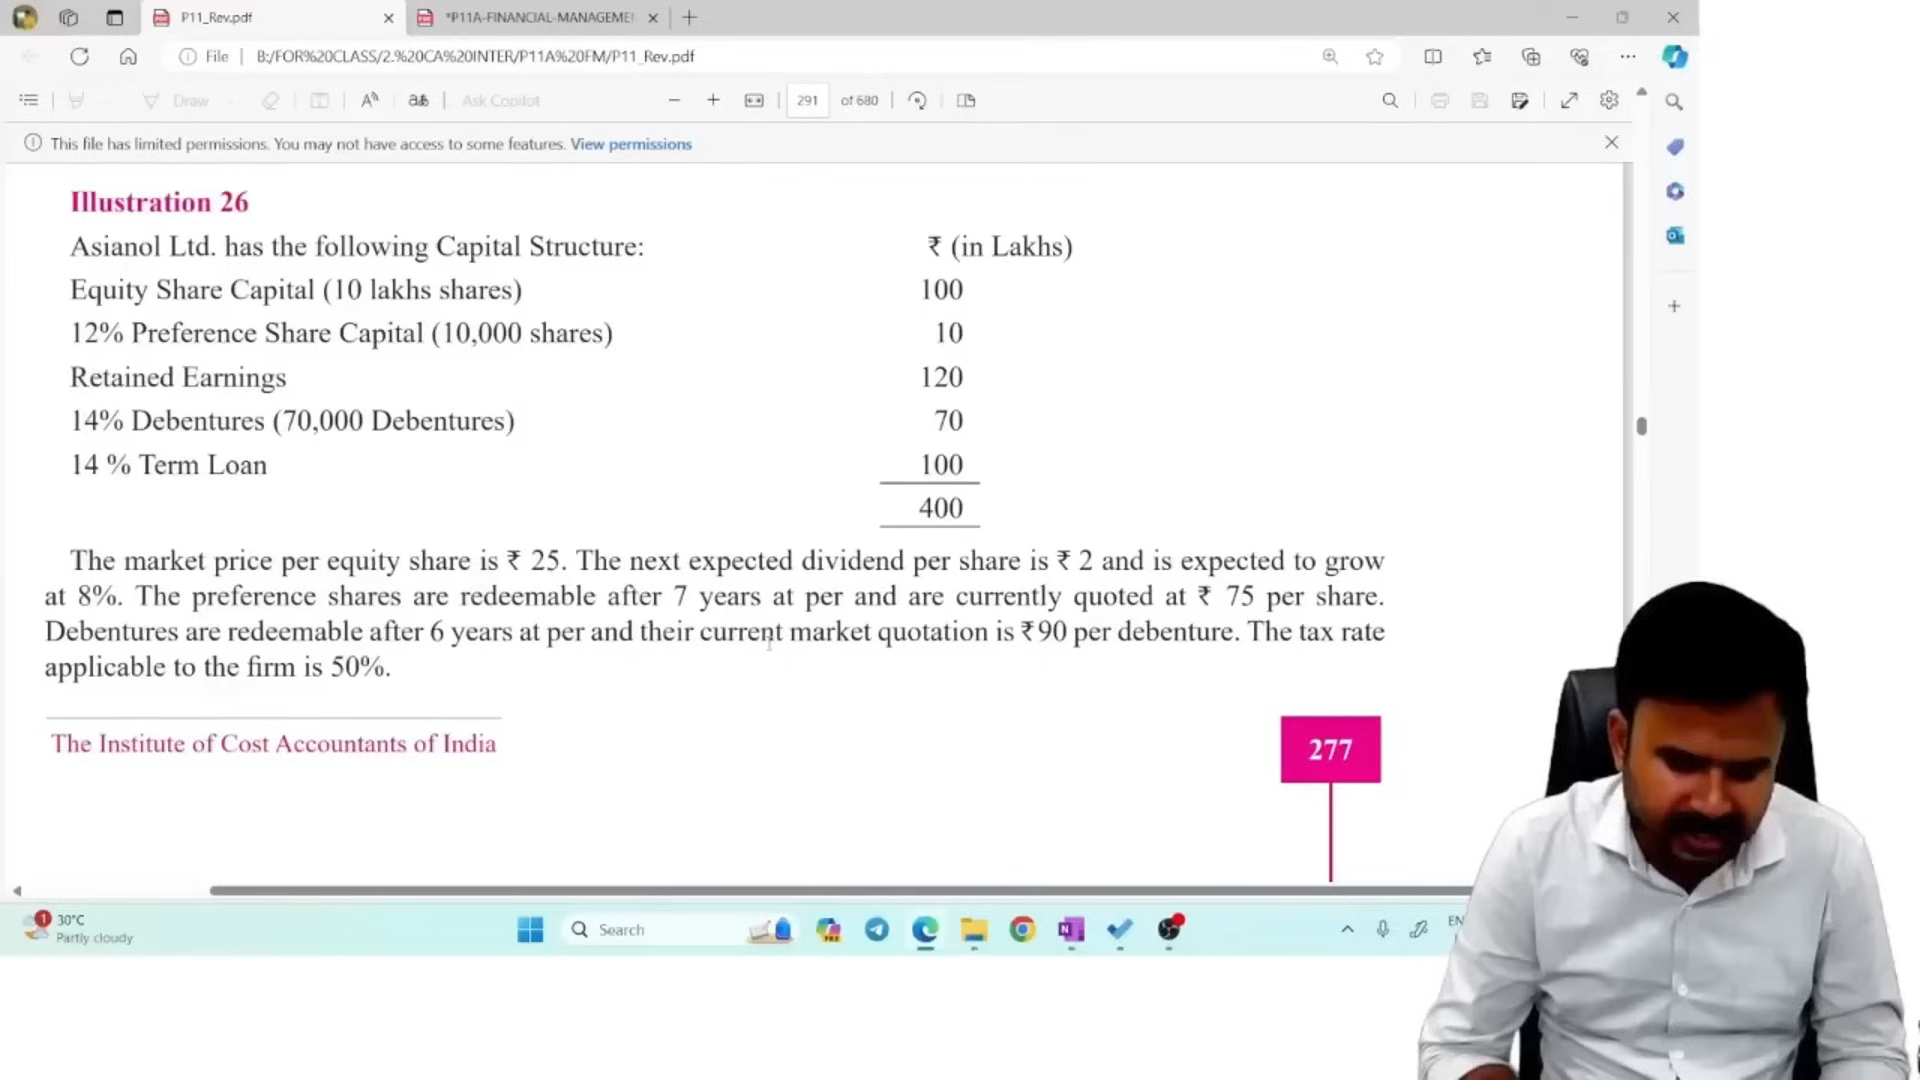 P11_Rev.pdf
*P11A-FINANCIAL-MANAGEME
File
B:/FOR%20CLASS/2.%20CA%20INTER/P11A%20FM/P11_Rev.pdf
Draw
Ask Copilot
291 of 680
This file has limited permissions. You may not have access to some features. View permissions
Illustration 26
Asianol Ltd. has the following Capital Structure: ₹ (in Lakhs)
Equity Share Capital (10 lakhs shares) 100
12% Preference Share Capital (10,000 shares) 10
Retained Earnings 120
14% Debentures (70,000 Debentures) 70
14 % Term Loan 100
400
The market price per equity share is ₹ 25. The next expected dividend per share is ₹ 2 and is expected to grow
at 8%. The preference shares are redeemable after 7 years at per and are currently quoted at ₹ 75 per share.
Debentures are redeemable after 6 years at per and their current market quotation is ₹90 per debenture. The tax rate
applicable to the firm is 50%.
The Institute of Cost Accountants of India
277
1
30°C
Partly cloudy
Search
PRE
EN